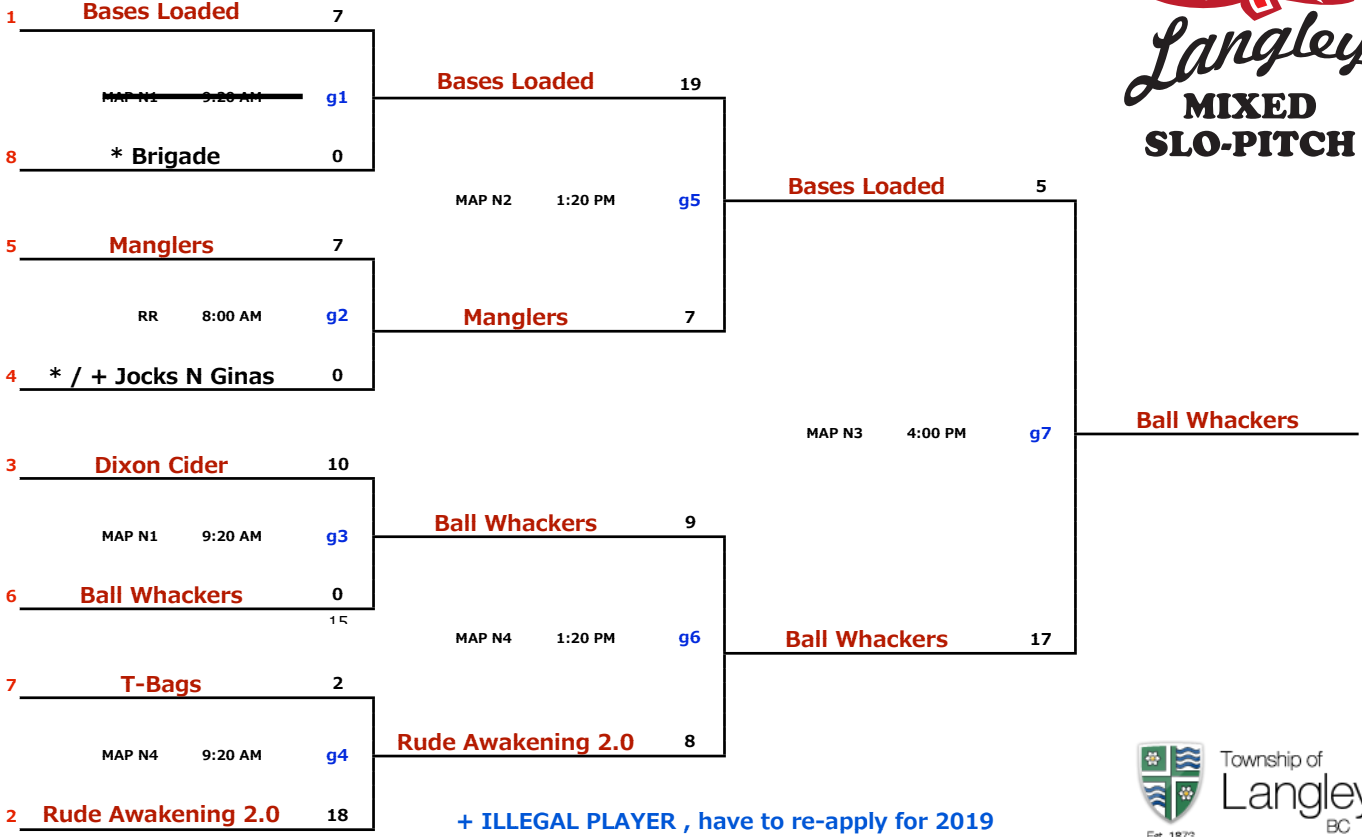 1 Bases Loaded 7
MAP N1 9:20 AM g1
8 * Brigade 0
Bases Loaded 19
MAP N2 1:20 PM g5
5 Manglers 7
RR 8:00 AM g2
4 * / + Jocks N Ginas 0
Manglers 7
Bases Loaded 5
MAP N3 4:00 PM g7
Ball Whackers
3 Dixon Cider 10
MAP N1 9:20 AM g3
6 Ball Whackers 0
15
Ball Whackers 9
MAP N4 1:20 PM g6
Ball Whackers 17
7 T-Bags 2
MAP N4 9:20 AM g4
2 Rude Awakening 2.0 18
Rude Awakening 2.0 8
+ ILLEGAL PLAYER , have to re-apply for 2019
Langley
MIXED
SLO-PITCH
Township of
Langley
BC
Est. 1873